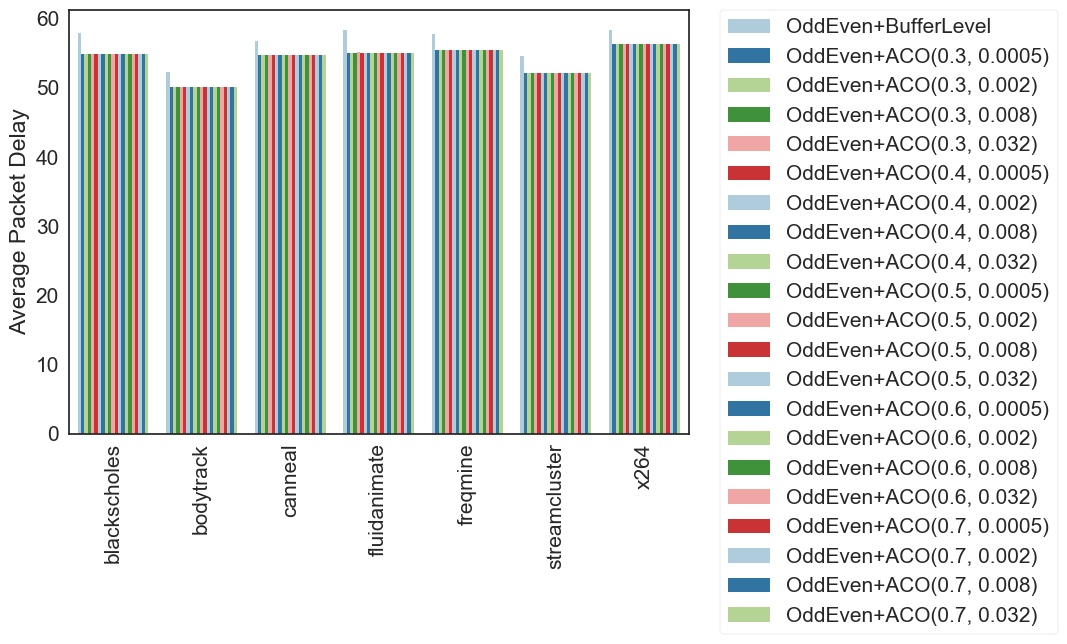 Average Packet Delay
60
50
40
30
20
10
0
blackscholes
bodytrack
canneal
fluidanimate
freqmine
streamcluster
x264
OddEven+BufferLevel
OddEven+ACO(0.3, 0.0005)
OddEven+ACO(0.3, 0.002)
OddEven+ACO(0.3, 0.008)
OddEven+ACO(0.3, 0.032)
OddEven+ACO(0.4, 0.0005)
OddEven+ACO(0.4, 0.002)
OddEven+ACO(0.4, 0.008)
OddEven+ACO(0.4, 0.032)
OddEven+ACO(0.5, 0.0005)
OddEven+ACO(0.5, 0.002)
OddEven+ACO(0.5, 0.008)
OddEven+ACO(0.5, 0.032)
OddEven+ACO(0.6, 0.0005)
OddEven+ACO(0.6, 0.002)
OddEven+ACO(0.6, 0.008)
OddEven+ACO(0.6, 0.032)
OddEven+ACO(0.7, 0.0005)
OddEven+ACO(0.7, 0.002)
OddEven+ACO(0.7, 0.008)
OddEven+ACO(0.7, 0.032)